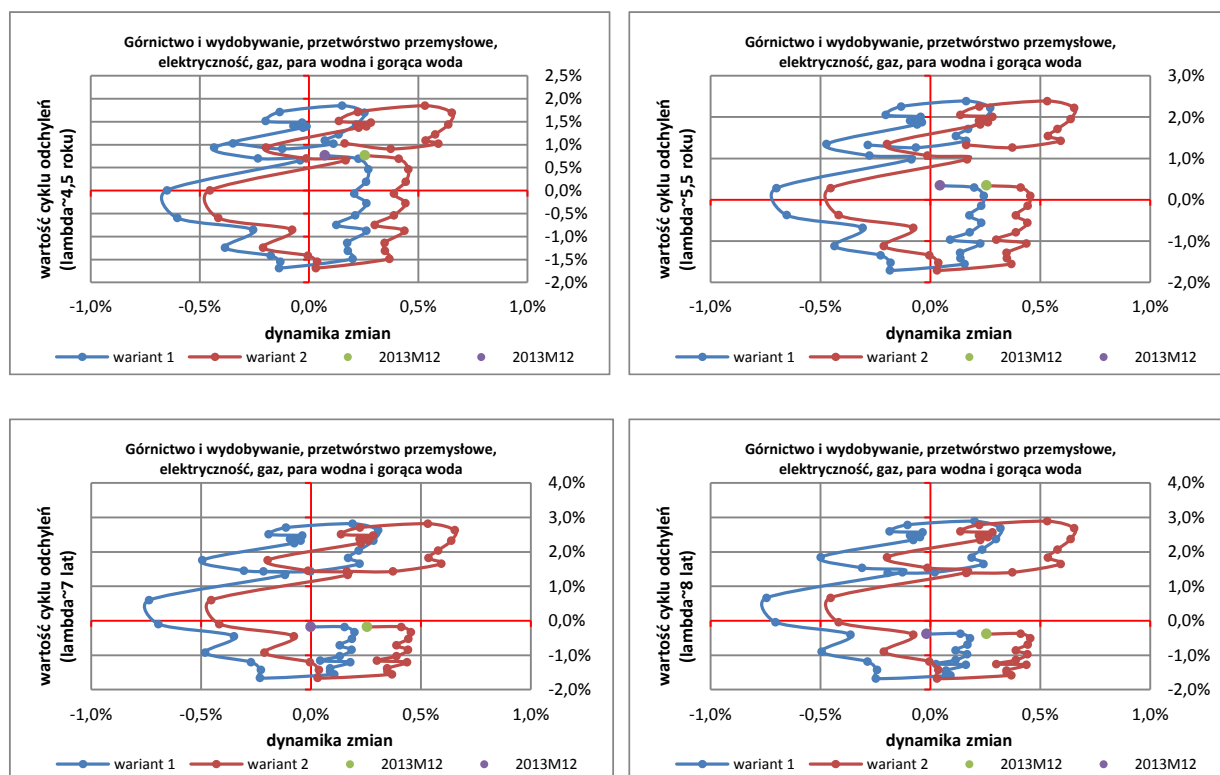 Górnictwo i wydobywanie, przetwórstwo przemysłowe,
elektryczność, gaz, para wodna i gorąca woda
2,5%
2,0%
1,5%
1,0%
0,5%
0,0%
-0,5%
-1,0%
-1,5%
-2,0%
wartość cyklu odchyleń
(lambda~4,5 roku)
-1,0% -0,5% 0,0% 0,5% 1,0%
dynamika zmian
wariant 1 wariant 2 2013M12 2013M12
Górnictwo i wydobywanie, przetwórstwo przemysłowe,
elektryczność, gaz, para wodna i gorąca woda
3,0%
2,0%
1,0%
0,0%
-1,0%
-2,0%
wartość cyklu odchyleń
(lambda~5,5 roku)
-1,0% -0,5% 0,0% 0,5% 1,0%
dynamika zmian
wariant 1 wariant 2 2013M12 2013M12
Górnictwo i wydobywanie, przetwórstwo przemysłowe,
elektryczność, gaz, para wodna i gorąca woda
4,0%
3,0%
2,0%
1,0%
0,0%
-1,0%
-2,0%
wartość cyklu odchyleń
(lambda~7 lat)
-1,0% -0,5% 0,0% 0,5% 1,0%
dynamika zmian
wariant 1 wariant 2 2013M12 2013M12
Górnictwo i wydobywanie, przetwórstwo przemysłowe,
elektryczność, gaz, para wodna i gorąca woda
4,0%
3,0%
2,0%
1,0%
0,0%
-1,0%
-2,0%
wartość cyklu odchyleń
(lambda~8 lat)
-1,0% -0,5% 0,0% 0,5% 1,0%
dynamika zmian
wariant 1 wariant 2 2013M12 2013M12